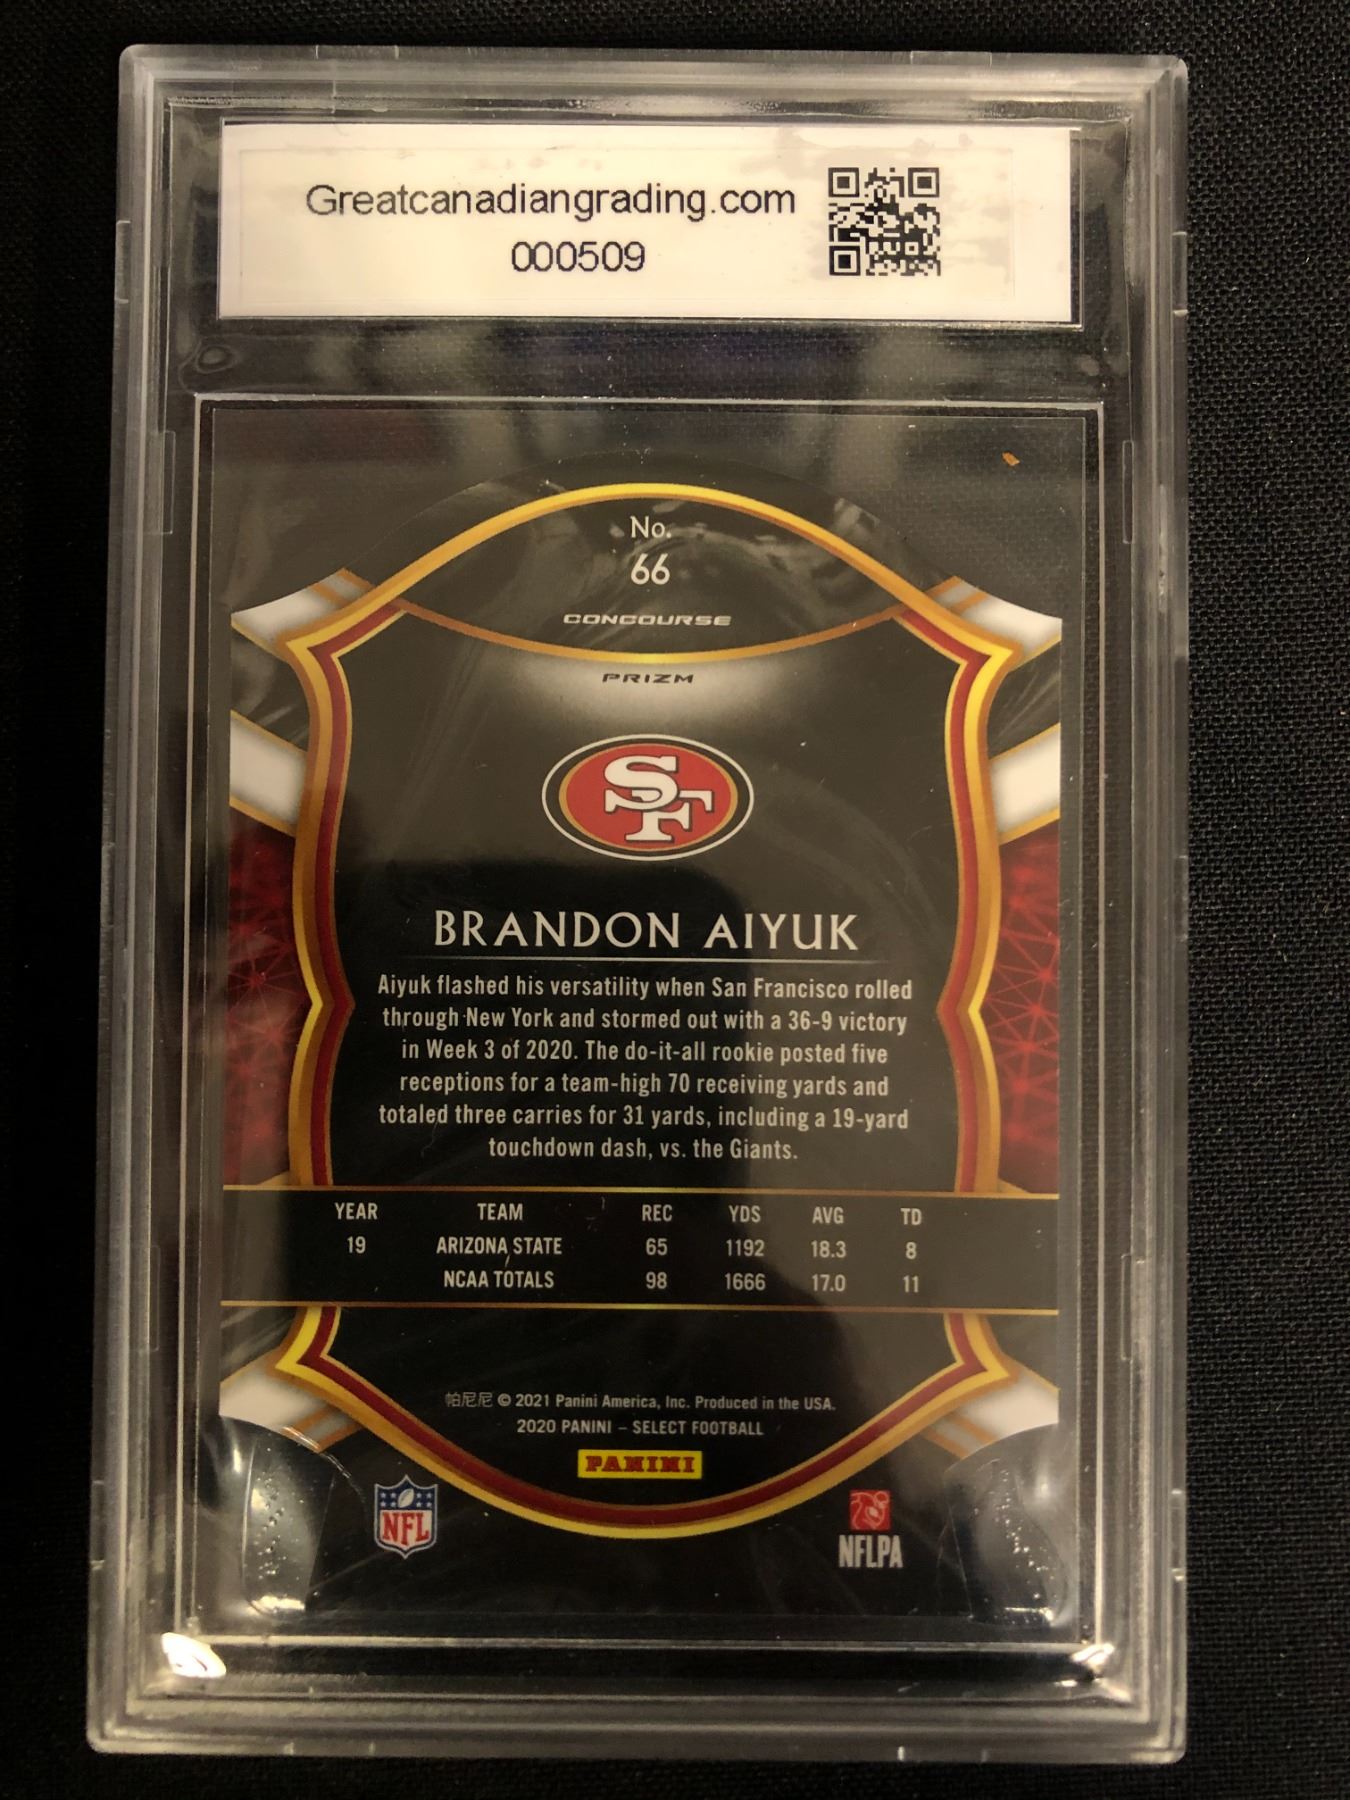 Greatcanadiangrading.com
000509
No.
66
CONCOURSE
PRIZM
SF
BRANDON AIYUK
Aiyuk flashed his versatility when San Francisco rolled
through New York and stormed out with a 36-9 victory
in Week 3 of 2020. The do-it-all rookie posted five
receptions for a team-high 70 receiving yards and
totaled three carries for 31 yards, including a 19-yard
touchdown dash, vs. the Giants.
YEAR TEAM REC YDS AVG TD
19 ARIZONA STATE 65 1192 18.3 8
NCAA TOTALS 98 1666 17.0 11
帕尼尼 © 2021 Panini America, Inc. Produced in the USA.
2020 PANINI – SELECT FOOTBALL
PANINI
NFL
NFLPA